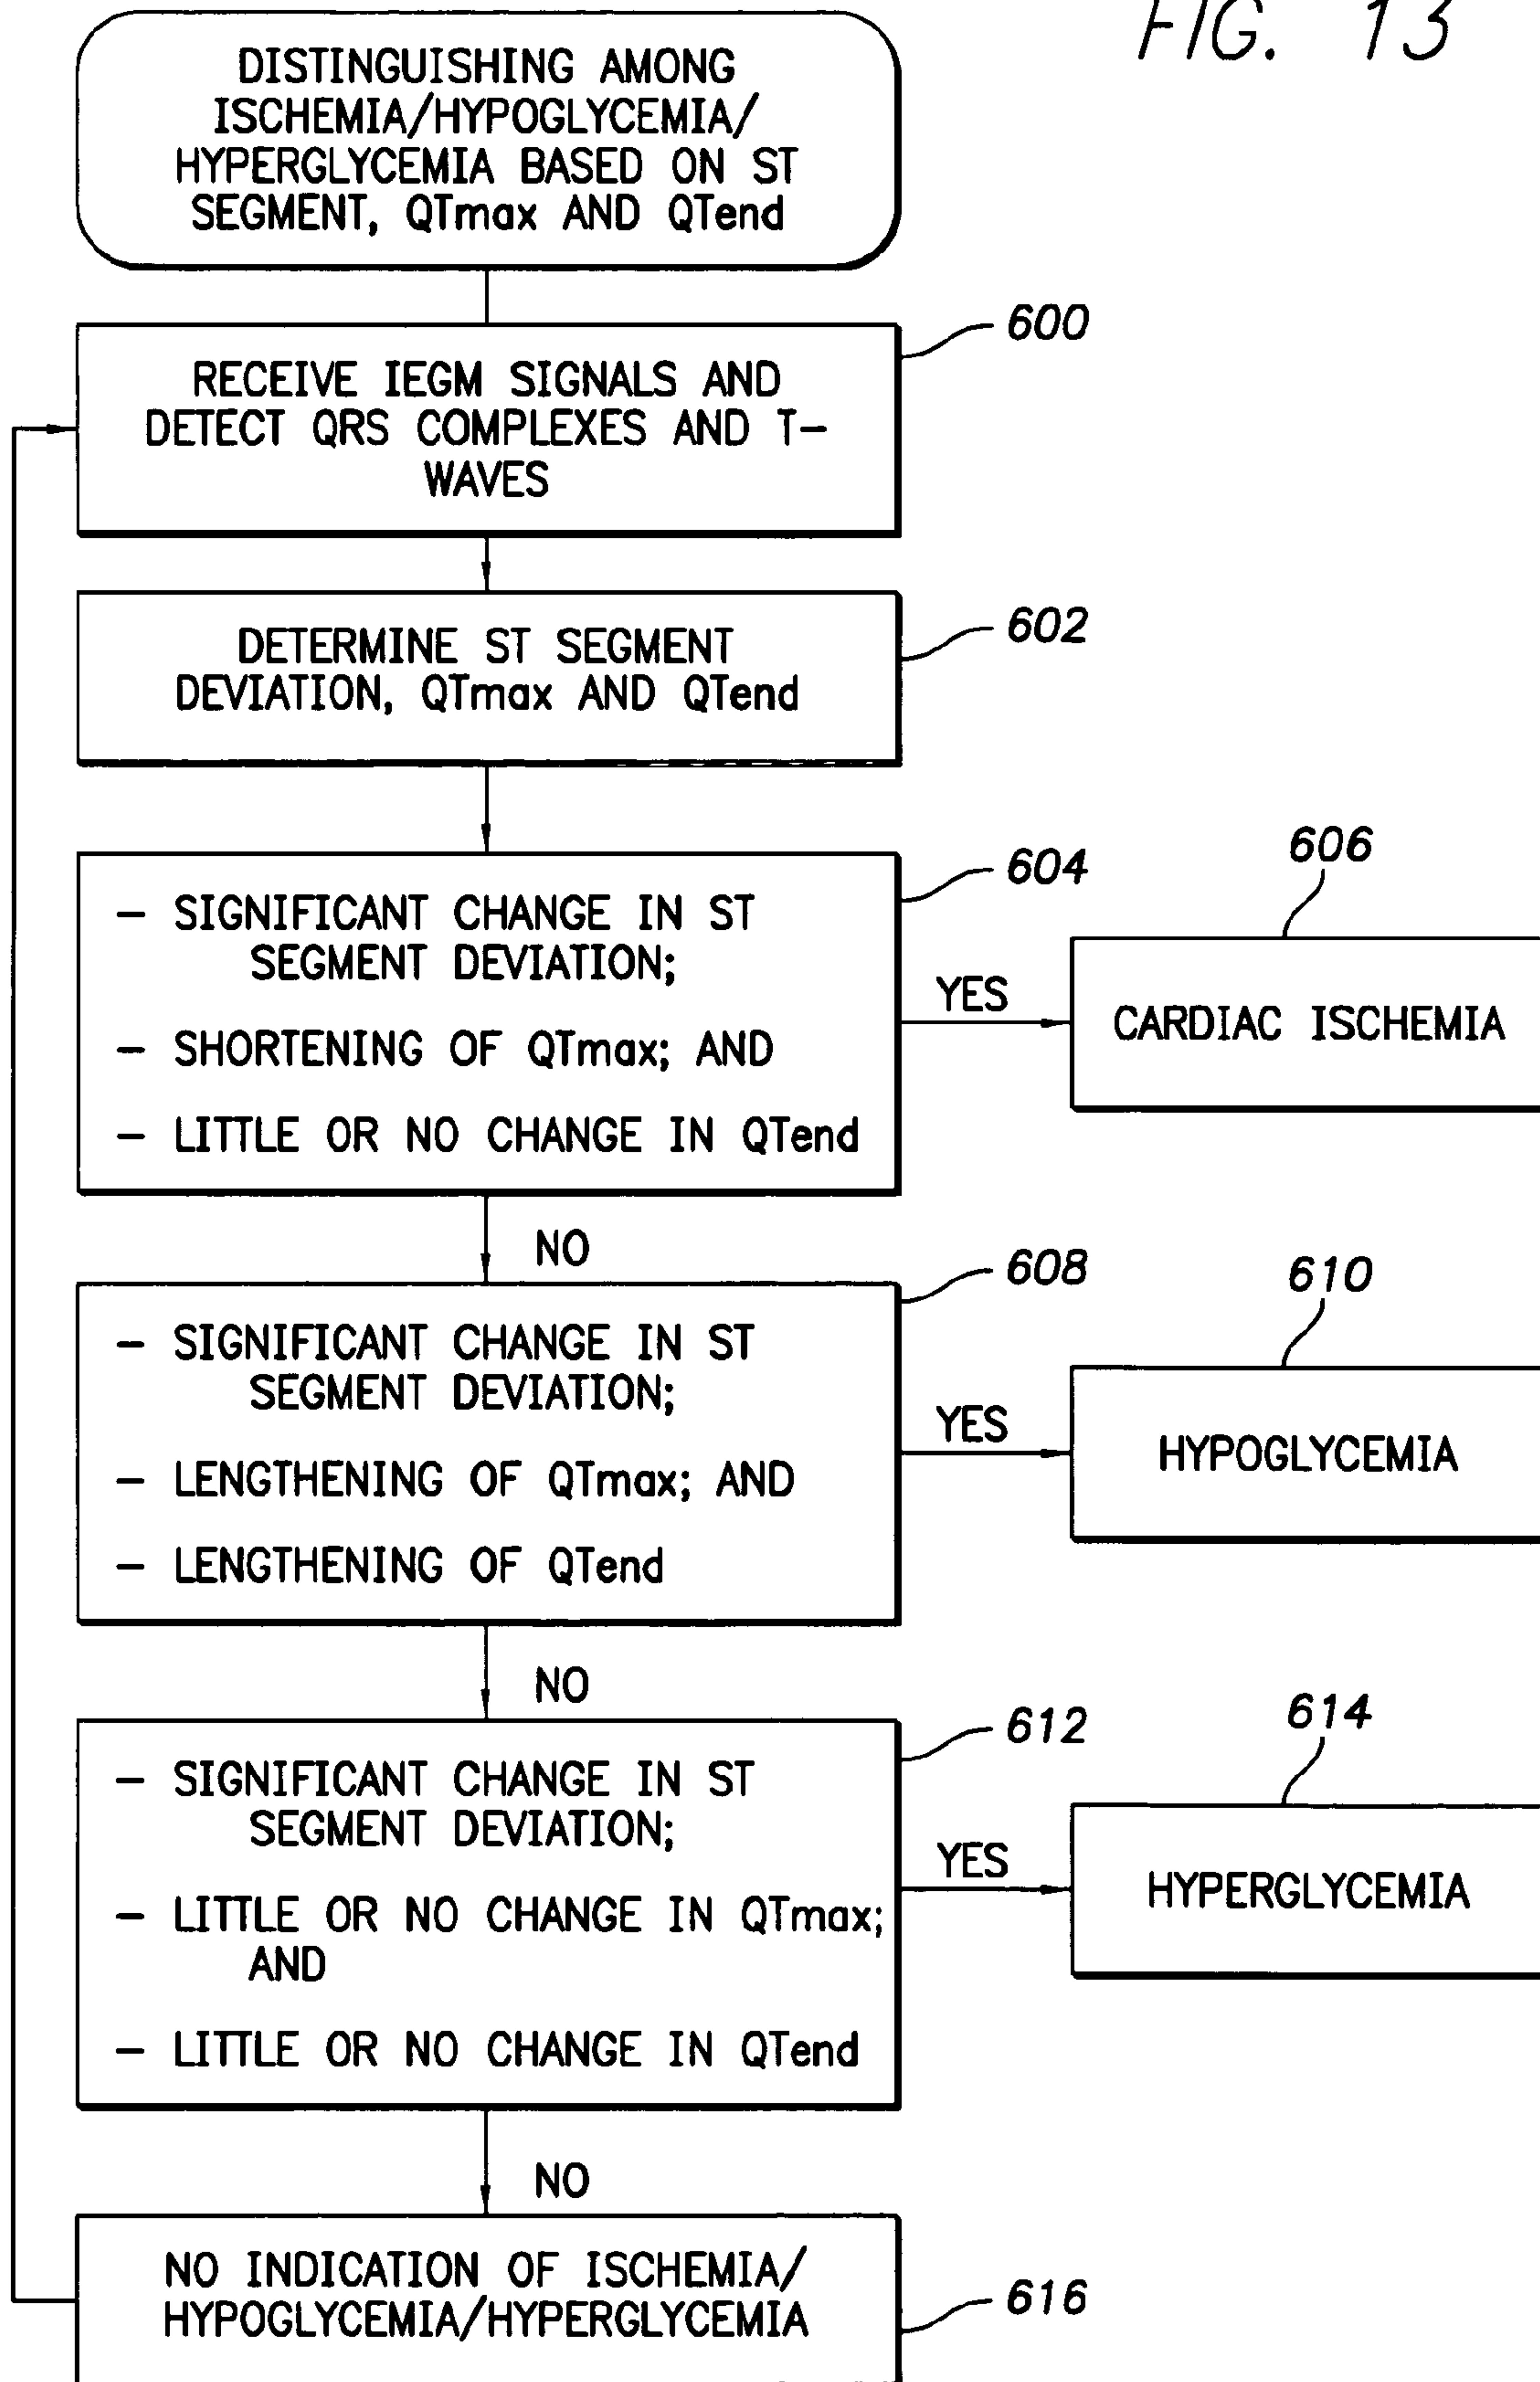 FIG. 13
DISTINGUISHING AMONG
ISCHEMIA/HYPOGLYCEMIA/
HYPERGLYCEMIA BASED ON ST
SEGMENT, QTmax AND QTend
600
RECEIVE IEGM SIGNALS AND
DETECT QRS COMPLEXES AND T-
WAVES
602
DETERMINE ST SEGMENT
DEVIATION, QTmax AND QTend
604
- SIGNIFICANT CHANGE IN ST
SEGMENT DEVIATION;
- SHORTENING OF QTmax; AND
- LITTLE OR NO CHANGE IN QTend
YES
606
CARDIAC ISCHEMIA
NO
608
- SIGNIFICANT CHANGE IN ST
SEGMENT DEVIATION;
- LENGTHENING OF QTmax; AND
- LENGTHENING OF QTend
YES
610
HYPOGLYCEMIA
NO
612
- SIGNIFICANT CHANGE IN ST
SEGMENT DEVIATION;
- LITTLE OR NO CHANGE IN QTmax;
AND
- LITTLE OR NO CHANGE IN QTend
YES
614
HYPERGLYCEMIA
NO
NO INDICATION OF ISCHEMIA/
HYPOGLYCEMIA/HYPERGLYCEMIA
616